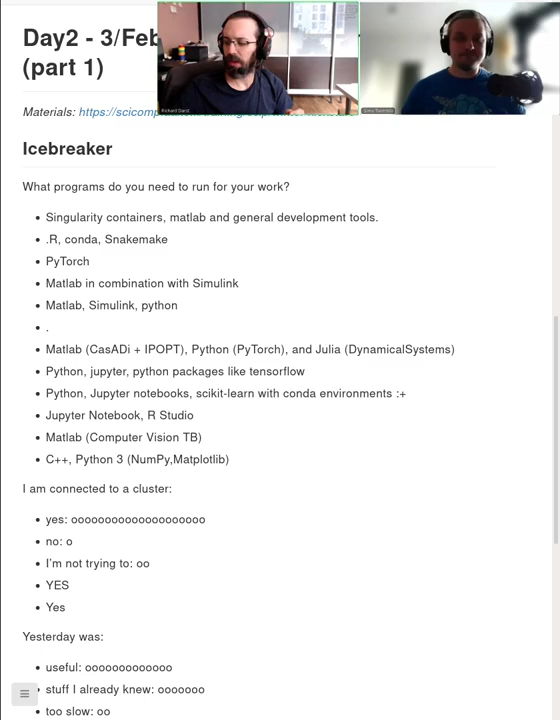 Day2 - 3/Feb
(part 1)
Materials: https://scicomp
Icebreaker
What programs do you need to run for your work?
• Singularity containers, matlab and general development tools.
• .R, conda, Snakemake
• PyTorch
• Matlab in combination with Simulink
• Matlab, Simulink, python
• .
• Matlab (CasADi + IPOPT), Python (PyTorch), and Julia (DynamicalSystems)
• Python, jupyter, python packages like tensorflow
• Python, Jupyter notebooks, scikit-learn with conda environments :+
• Jupyter Notebook, R Studio
• Matlab (Computer Vision TB)
• C++, Python 3 (NumPy,Matplotlib)
I am connected to a cluster:
• yes: oooooooooooooooooooo
• no: o
• I'm not trying to: oo
• YES
• Yes
Yesterday was:
• useful: ooooooooooooo
• stuff I already knew: ooooooo
• too slow: oo